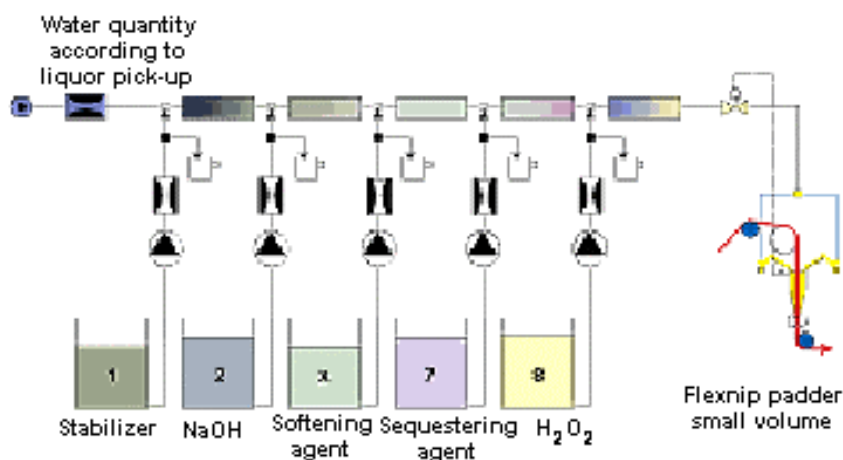 Water quantity
according to
liquor pick-up
1
2
7
8
Stabilizer
NaOH
Softening
agent
Sequestering
agent
H2O2
Flexnip padder
small volume